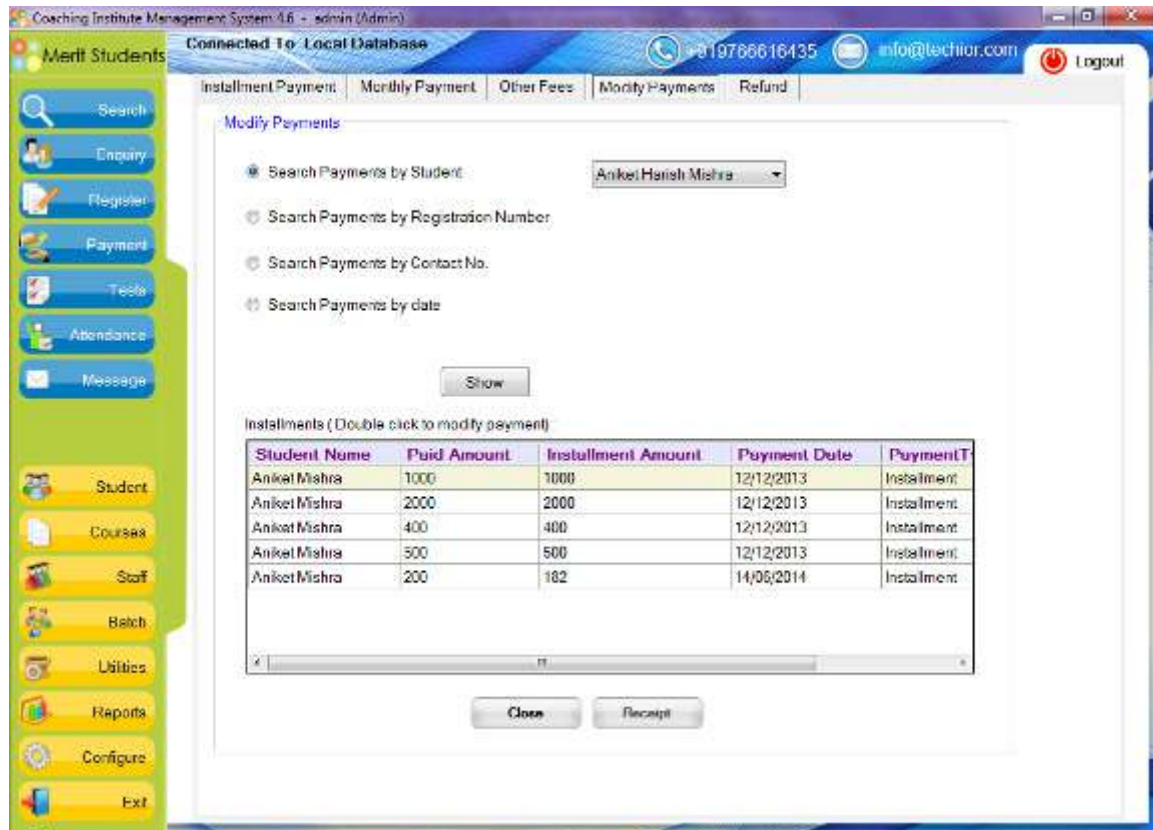 Coaching Institute Management System 4.6 - admin (Admin)
Merit Students
Connected To Local Database
+919766616435
info@techior.com
Logout
Installment Payment
Monthly Payment
Other Fees
Modify Payments
Refund
Search
Enquiry
Register
Payment
Tests
Attendance
Message
Student
Courses
Staff
Batch
Utilities
Reports
Configure
Exit
Modify Payments
Search Payments by Student
Aniket Harish Mishra
Search Payments by Registration Number
Search Payments by Contact No.
Search Payments by date
Show
Installments ( Double click to modify payment)
Student Name Paid Amount Installment Amount Payment Date PaymentT
Aniket Mishra 1000 1000 12/12/2013 Installment
Aniket Mishra 2000 2000 12/12/2013 Installment
Aniket Mishra 400 400 12/12/2013 Installment
Aniket Mishra 500 500 12/12/2013 Installment
Aniket Mishra 200 182 14/06/2014 Installment
Close
Receipt